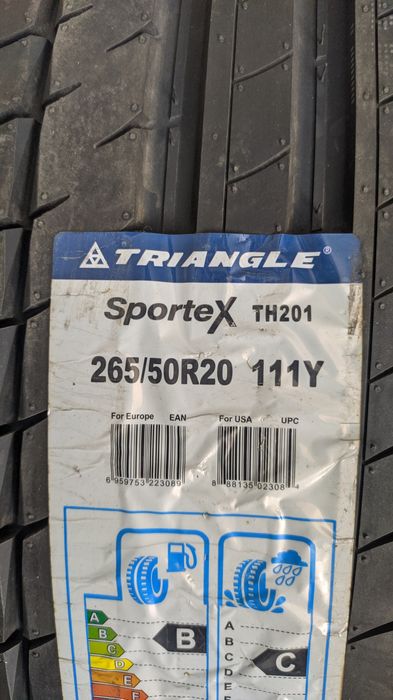 TRIANGLE®
SporteX TH201
265/50R20 111Y
For Europe EAN For USA UPC
6 959753 223089 8 88135 02308 4
A
B
C
D
E
B
A
B
C
D
E
C